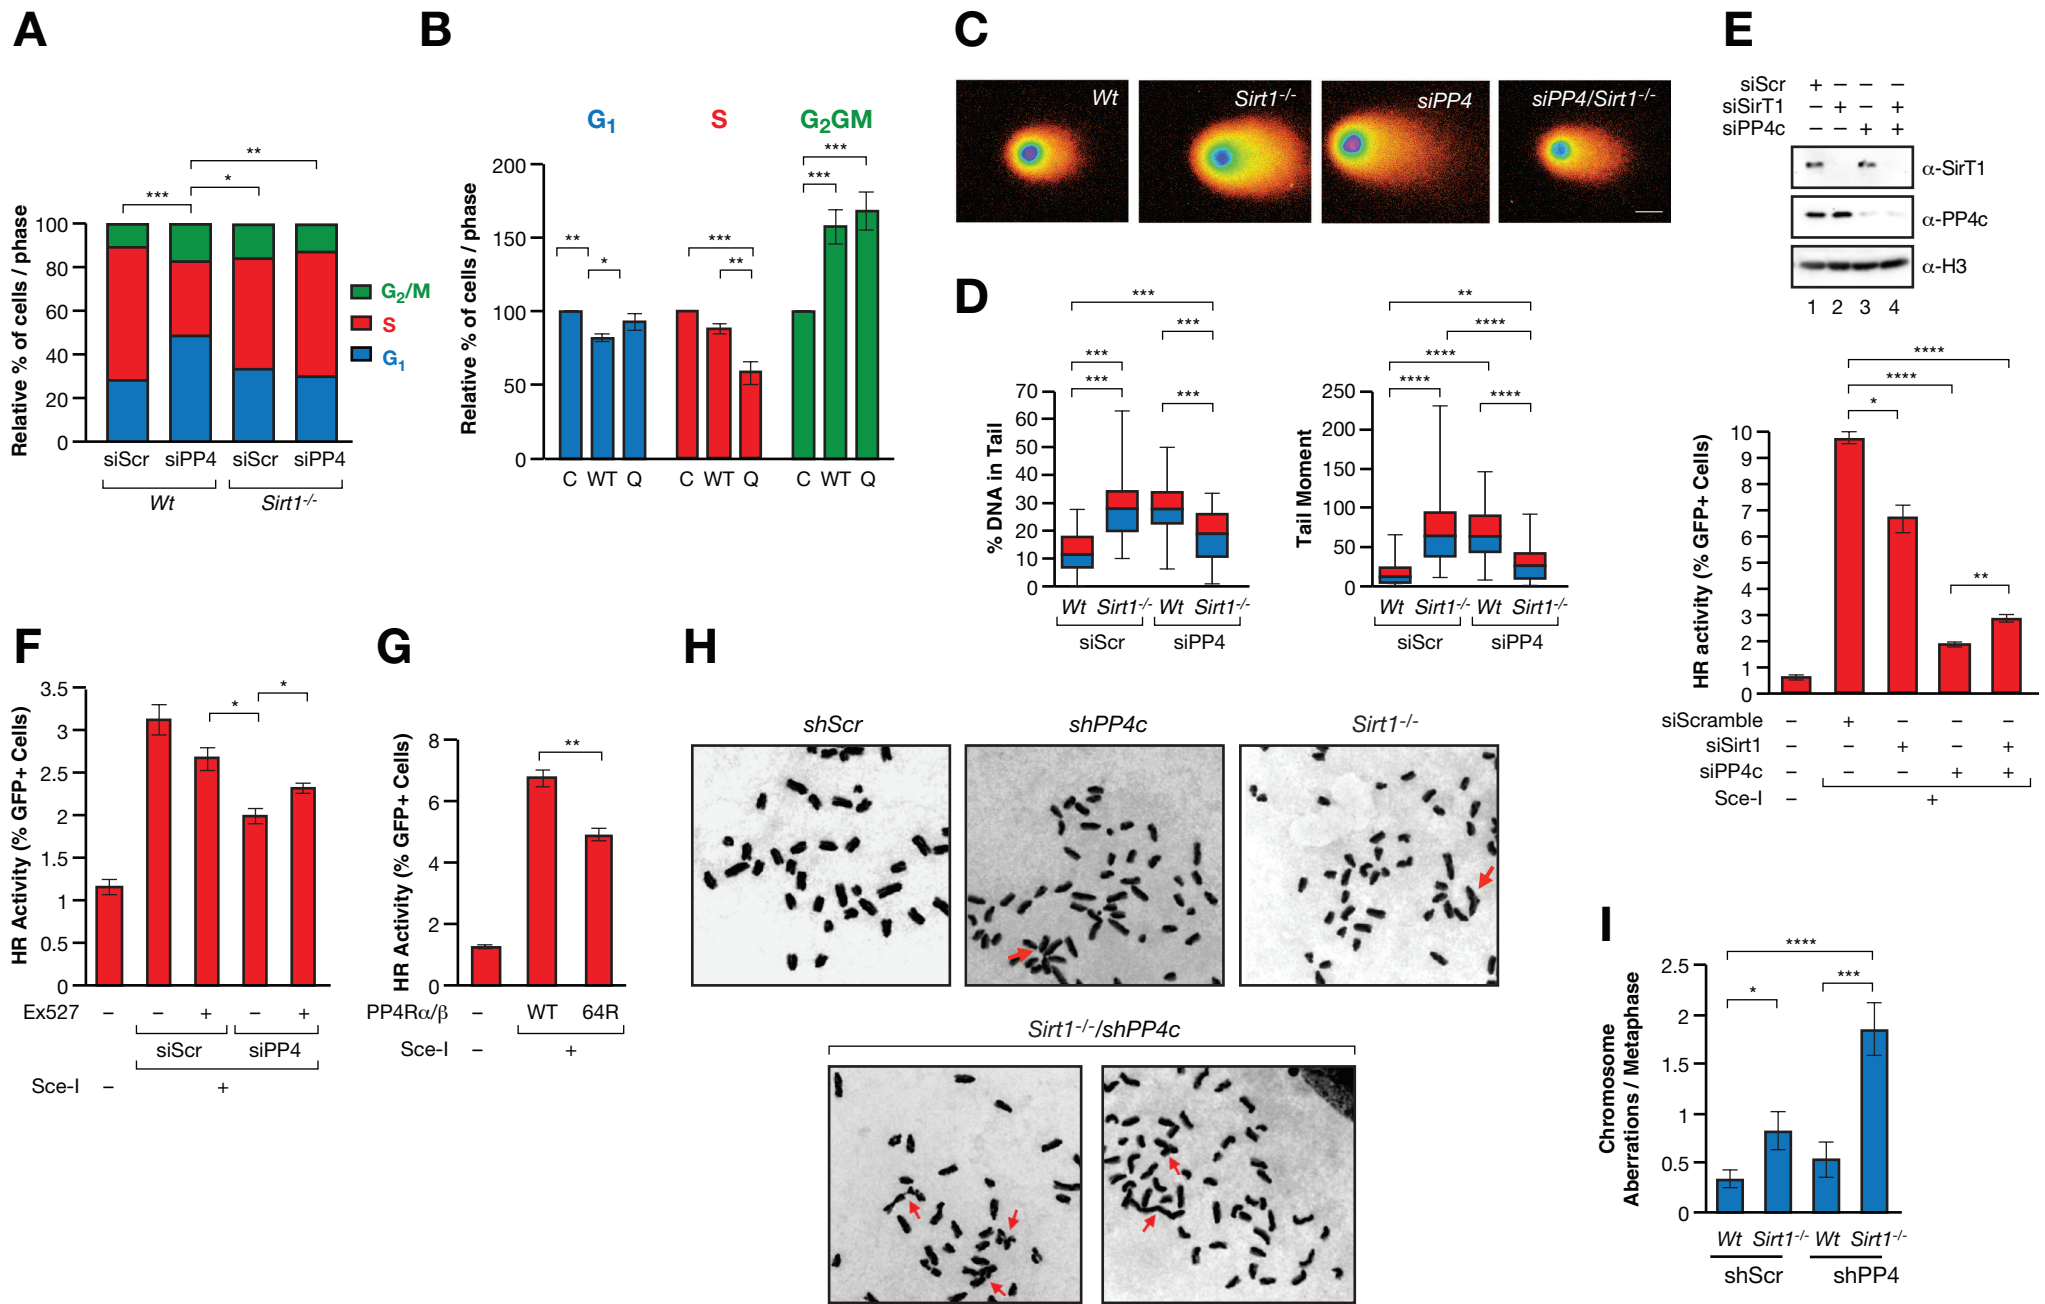 A
Relative % of cells / phase
100
80
60
40
20
0
***
*
**
G2/M
S
G1
siScr siPP4 siScr siPP4
Wt Sirt1-/-
B
G1 S G2GM
Relative % of cells / phase
200
150
100
50
0
** * *** ** *** ***
C WT Q C WT Q C WT Q
C
Wt Sirt1-/- siPP4 siPP4/Sirt1-/-
D
% DNA in Tail
70
60
50
40
30
20
10
0
***
***
***
*** ***
Wt Sirt1-/- Wt Sirt1-/-
siScr siPP4
Tail Moment
250
200
150
100
50
0
**
****
****
**** ****
Wt Sirt1-/- Wt Sirt1-/-
siScr siPP4
E
siScr + – – –
siSirT1 – + – +
siPP4c – – + +
α-SirT1
α-PP4c
α-H3
1 2 3 4
HR activity (% GFP+ Cells)
10
9
8
7
6
5
4
3
2
1
0
****
****
*
**
siScramble – + – – –
siSirt1 – – + – +
siPP4c – – – + +
Sce-I – +
F
HR Activity (% GFP+ Cells)
3.5
3
2.5
2
1.5
1
0.5
0
* *
Ex527 – – + – +
siScr siPP4
Sce-I – +
G
HR Activity (% GFP+ Cells)
8
6
4
2
0
**
PP4Rα/β – WT 64R
Sce-I – +
H
shScr shPP4c Sirt1-/-
Sirt1-/-/shPP4c
I
Chromosome
Aberrations / Metaphase
2.5
2
1.5
1
0.5
0
****
* ***
Wt Sirt1-/- Wt Sirt1-/-
shScr shPP4